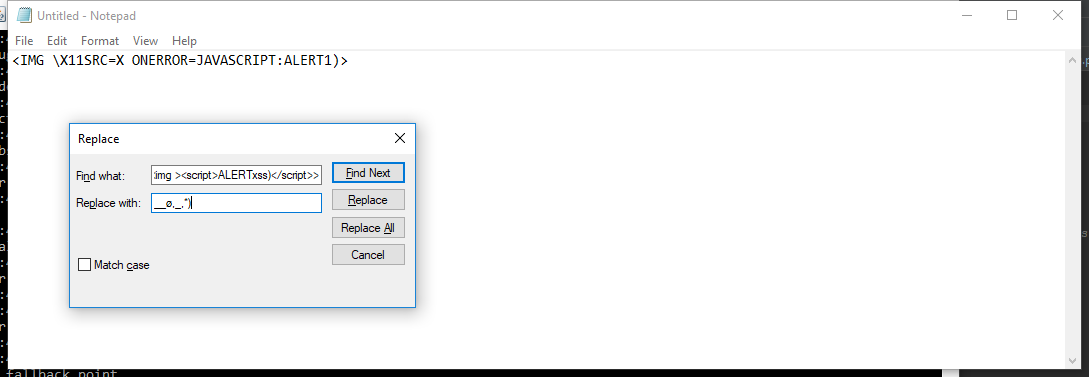 Untitled - Notepad
File Edit Format View Help
<IMG \X11SRC=X ONERROR=JAVASCRIPT:ALERT1)>
Replace
Find what: img ><script>ALERTxss)</script>>
Find Next
Replace with: __ø,_,*)
Replace
Replace All
Cancel
Match case
fallback point